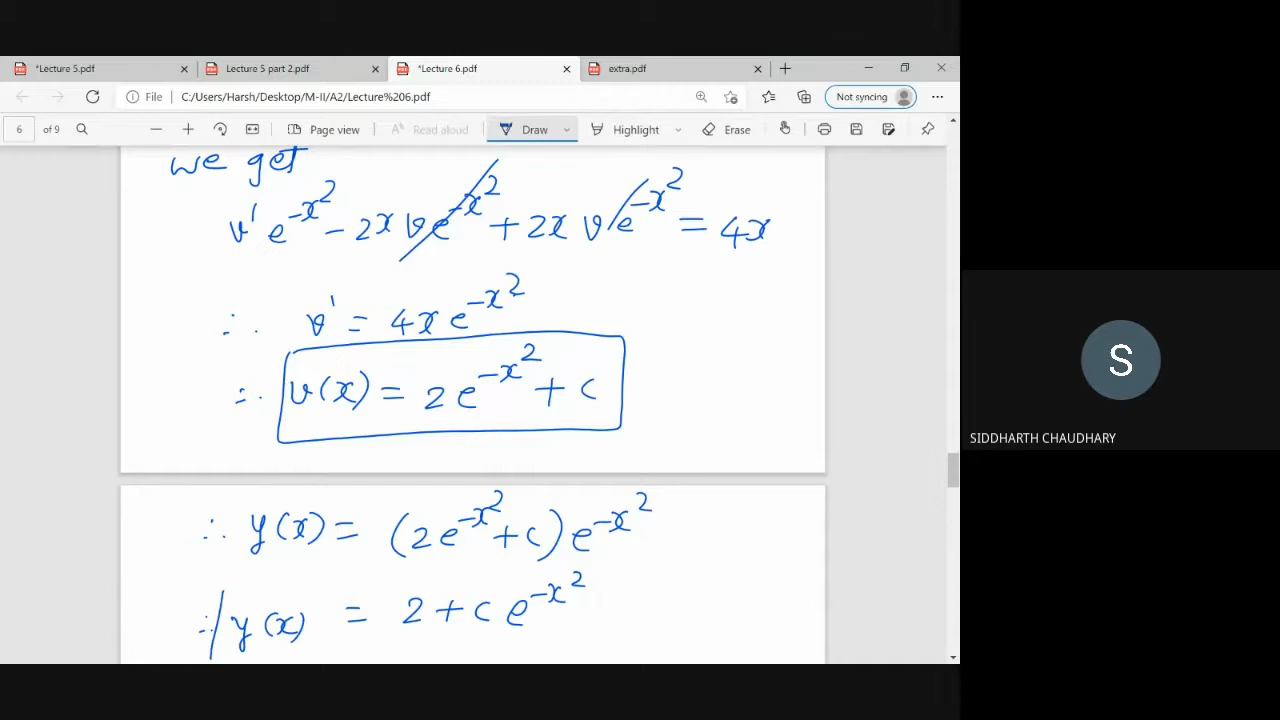 *Lecture 5.pdf Lecture 5 part 2.pdf *Lecture 6.pdf extra.pdf
File C:/Users/Harsh/Desktop/M-II/A2/Lecture%206.pdf Not syncing
6 of 9 Page view Read aloud Draw Highlight Erase
we get
v' e^{-x^2} - 2x v e^{-x^2} + 2x v e^{-x^2} = 4x
∴ v' = 4x e^{-x^2}
∴ v(x) = 2 e^{-x^2} + c
∴ y(x) = (2 e^{-x^2} + c) e^{-x^2}
∴ y(x) = 2 + c e^{-x^2}
S
SIDDHARTH CHAUDHARY